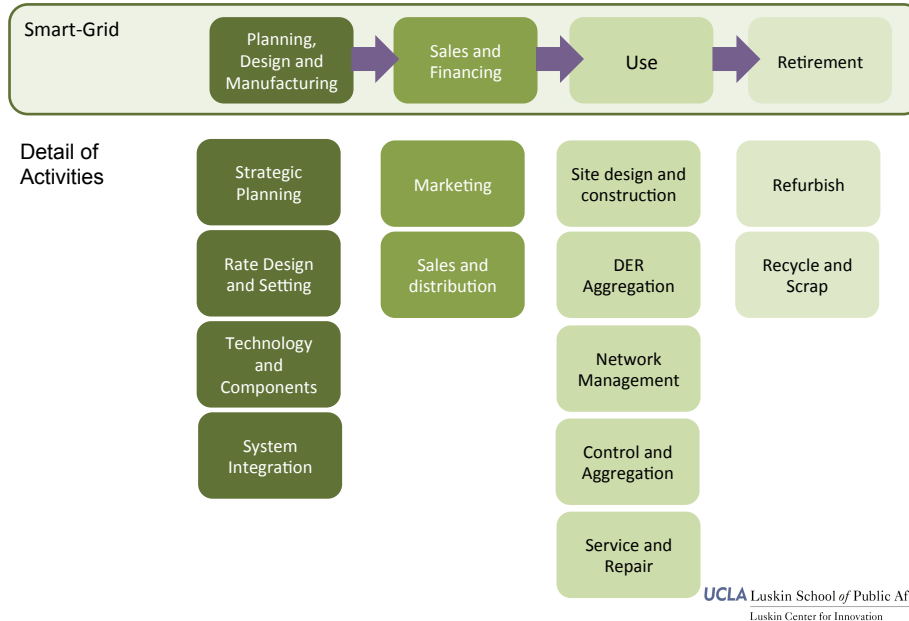 Smart-Grid
Planning,
Design and
Manufacturing
Sales and
Financing
Use
Retirement
Detail of
Activities
Strategic
Planning
Rate Design
and Setting
Technology
and
Components
System
Integration
Marketing
Sales and
distribution
Site design and
construction
DER
Aggregation
Network
Management
Control and
Aggregation
Service and
Repair
Refurbish
Recycle and
Scrap
UCLA Luskin School of Public Af
Luskin Center for Innovation